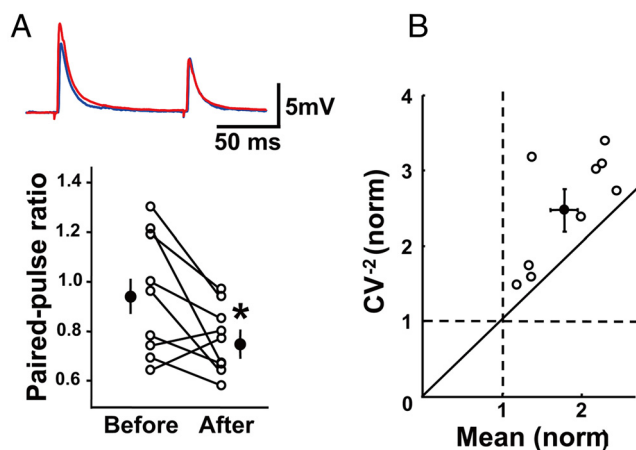 A
5mV
50 ms
Paired-pulse ratio
1.4
1.2
1.0
0.8
0.6
*
Before After
B
CV-2 (norm)
4
3
2
1
0
1 2
Mean (norm)